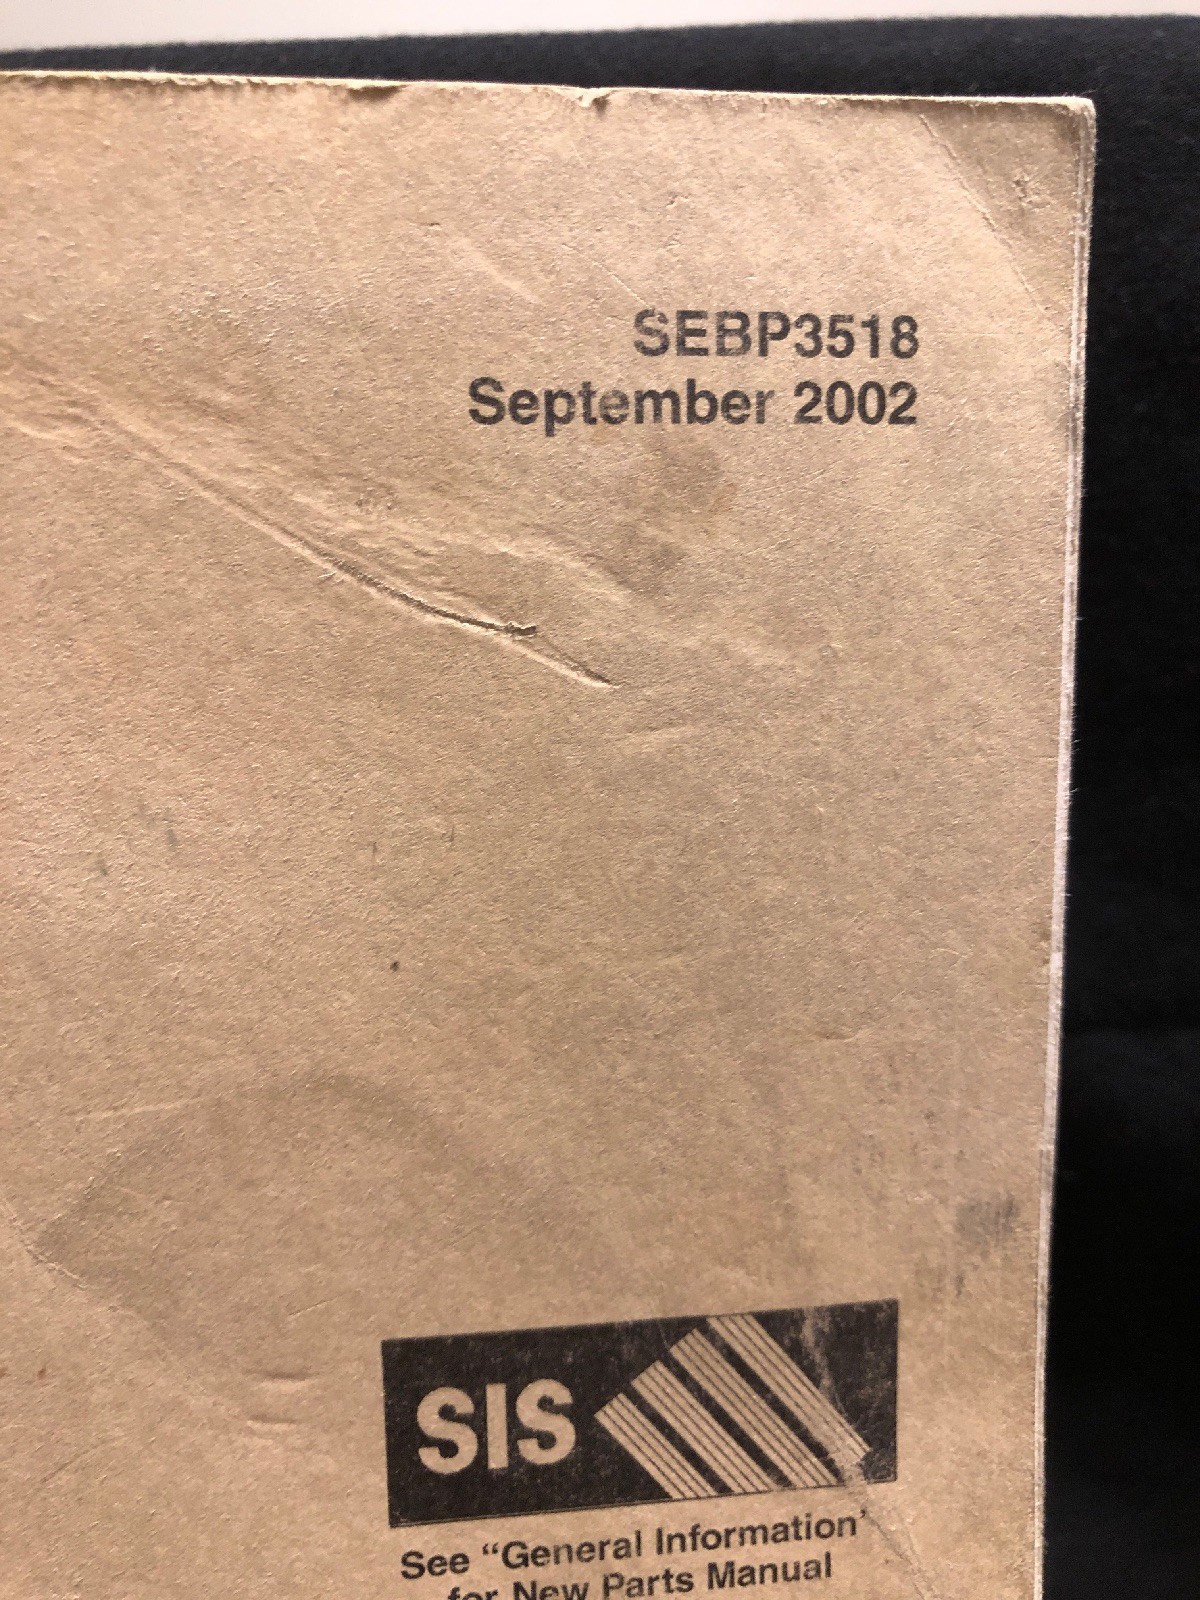 SEBP3518
September 2002
SIS
See “General Information’
for New Parts Manual